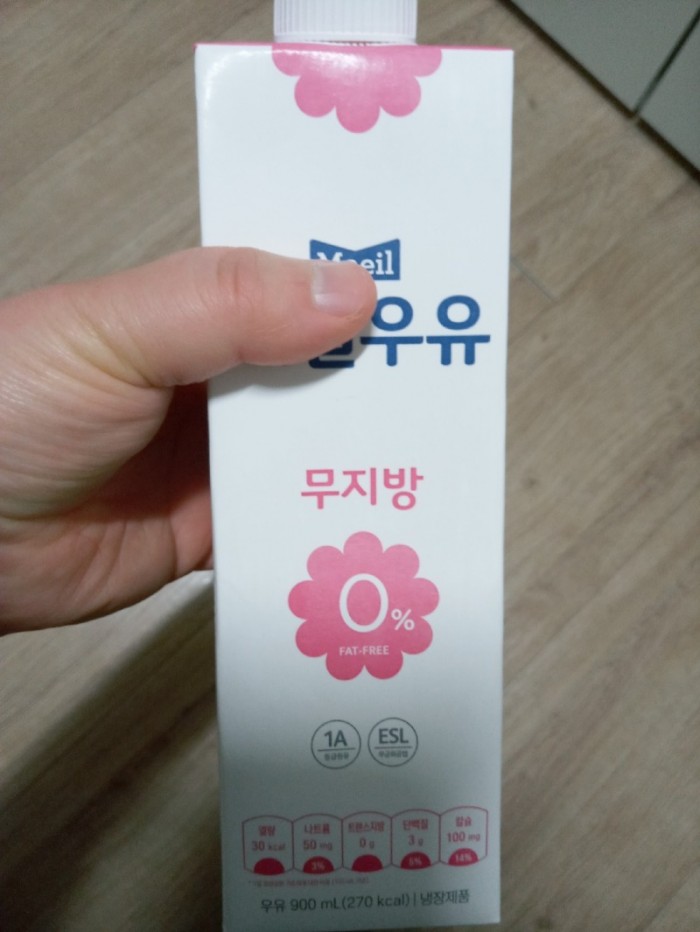 우유
무지방
0%
FAT-FREE
1A
ESL
열량 나트륨 트랜스지방 단백질 칼슘
30 kcal 50 mg 0 g 3 g 100 mg
3% 6% 14%
우유 900 mL(270 kcal) | 냉장제품